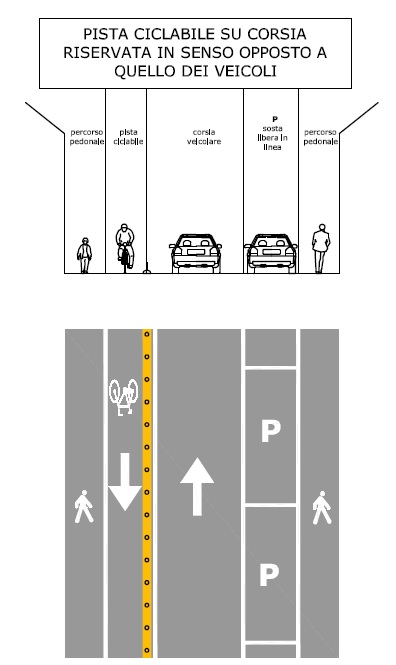 PISTA CICLABILE SU CORSIA
RISERVATA IN SENSO OPPOSTO A
QUELLO DEI VEICOLI
percorso
pedonale
pista
ciclabile
corsia
veicolare
P
sosta
libera in
linea
percorso
pedonale
P
P